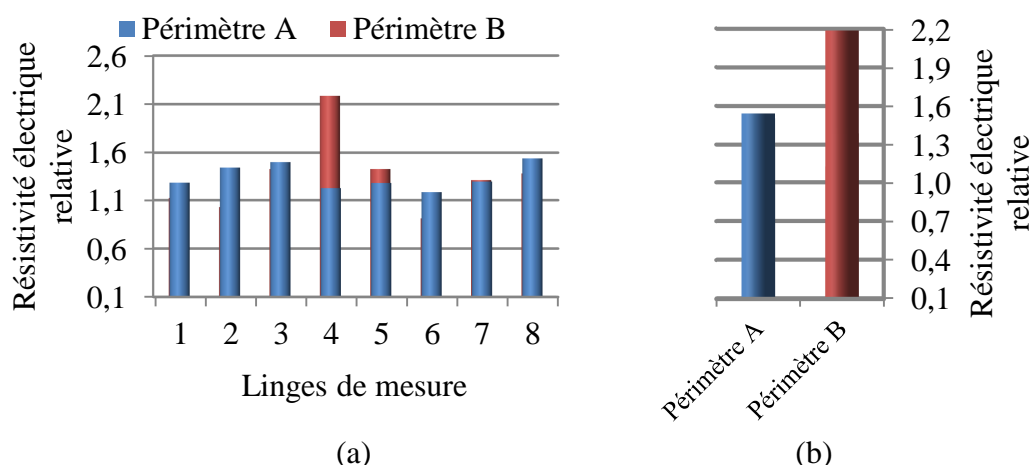 Périmètre A Périmètre B
Résistivité électrique
relative
2,6
2,1
1,6
1,1
0,6
0,1
1 2 3 4 5 6 7 8
Linges de mesure
(a)
2,2
1,9
1,6
1,3
1,0
0,7
0,4
0,1
Résistivité électrique
relative
Périmètre A
Périmètre B
(b)